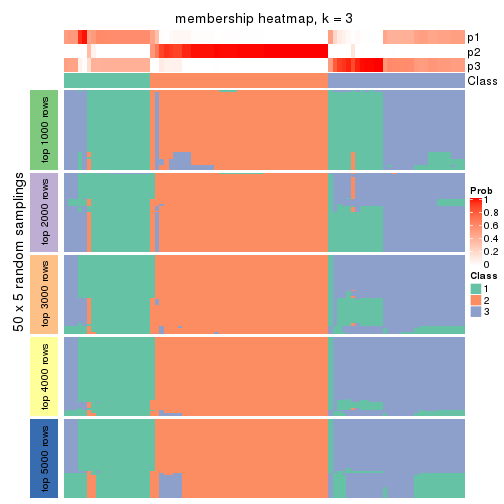 membership heatmap, k = 3
p1
p2
p3
Class
50 x 5 random samplings
top 1000 rows
top 2000 rows
top 3000 rows
top 4000 rows
top 5000 rows
Prob
1
0.8
0.6
0.4
0.2
0
Class
1
2
3